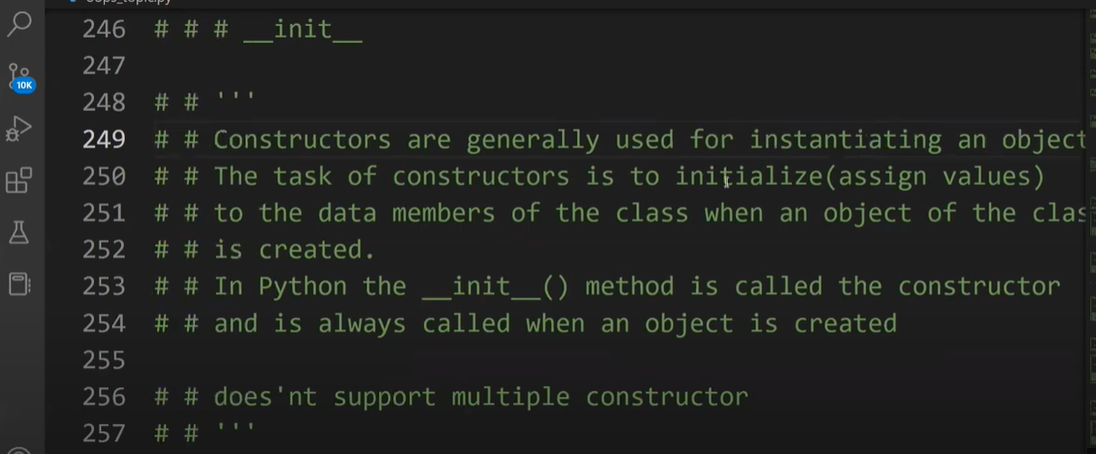 oops_topic.py
246 # # # __init__
247
248 # # '''
249 # # Constructors are generally used for instantiating an object
250 # # The task of constructors is to initialize(assign values)
251 # # to the data members of the class when an object of the clas
252 # # is created.
253 # # In Python the __init__() method is called the constructor
254 # # and is always called when an object is created
255
256 # # does'nt support multiple constructor
257 # # '''
10K